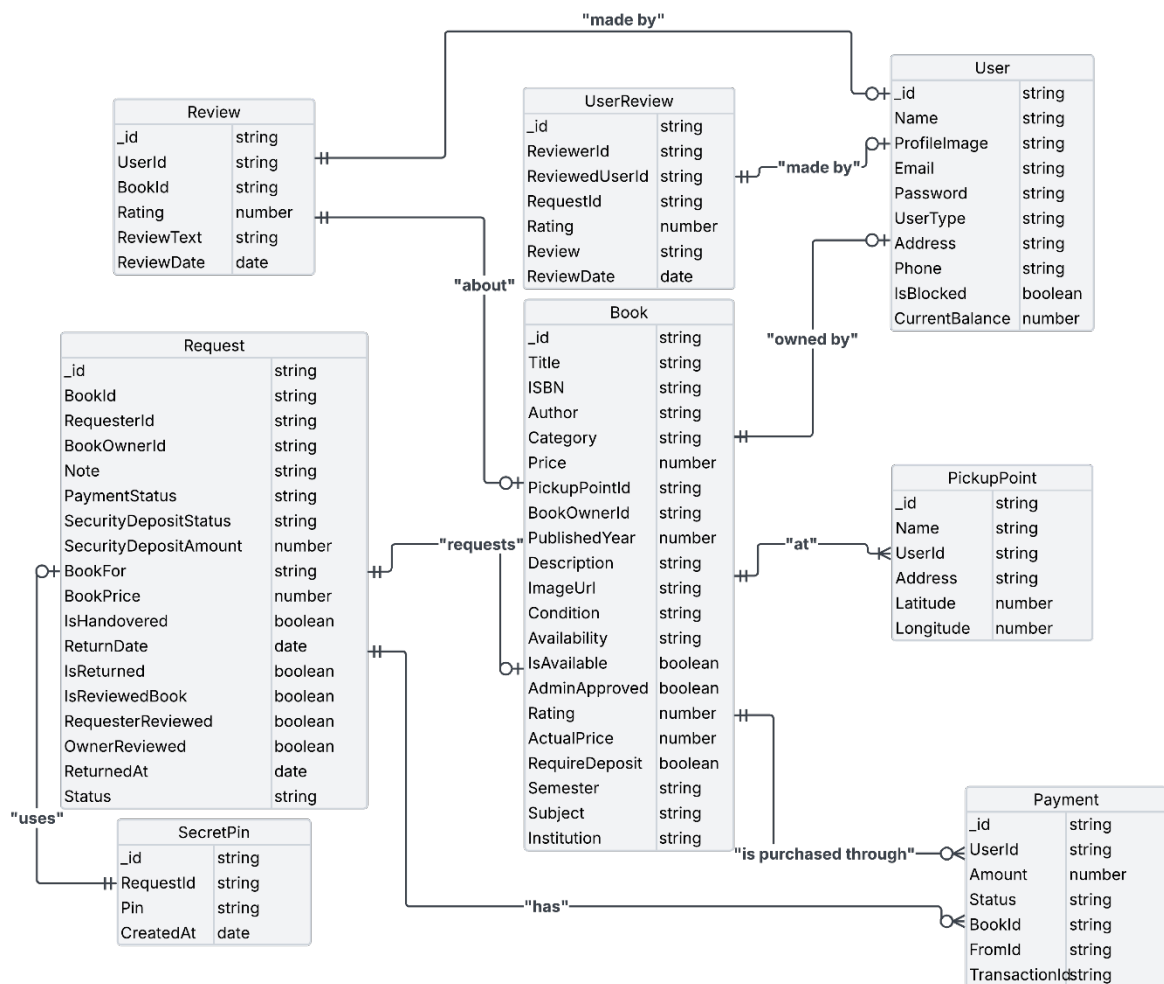 "made by"
User
_id string
Name string
ProfileImage string
Email string
Password string
UserType string
Address string
Phone string
IsBlocked boolean
CurrentBalance number
Review
_id string
UserId string
BookId string
Rating number
ReviewText string
ReviewDate date
UserReview
_id string
ReviewerId string
ReviewedUserId string
RequestId string
Rating number
Review string
ReviewDate date
"made by"
"about"
"owned by"
Book
_id string
Title string
ISBN string
Author string
Category string
Price number
PickupPointId string
BookOwnerId string
PublishedYear number
Description string
ImageUrl string
Condition string
Availability string
IsAvailable boolean
AdminApproved boolean
Rating number
ActualPrice number
RequireDeposit boolean
Semester string
Subject string
Institution string
Request
_id string
BookId string
RequesterId string
BookOwnerId string
Note string
PaymentStatus string
SecurityDepositStatus string
SecurityDepositAmount number
BookFor string
BookPrice number
IsHandovered boolean
ReturnDate date
IsReturned boolean
IsReviewedBook boolean
RequesterReviewed boolean
OwnerReviewed boolean
ReturnedAt date
Status string
"requests"
"at"
PickupPoint
_id string
Name string
UserId string
Address string
Latitude number
Longitude number
"uses"
SecretPin
_id string
RequestId string
Pin string
CreatedAt date
"is purchased through"
"has"
Payment
_id string
UserId string
Amount number
Status string
BookId string
FromId string
TransactionId string